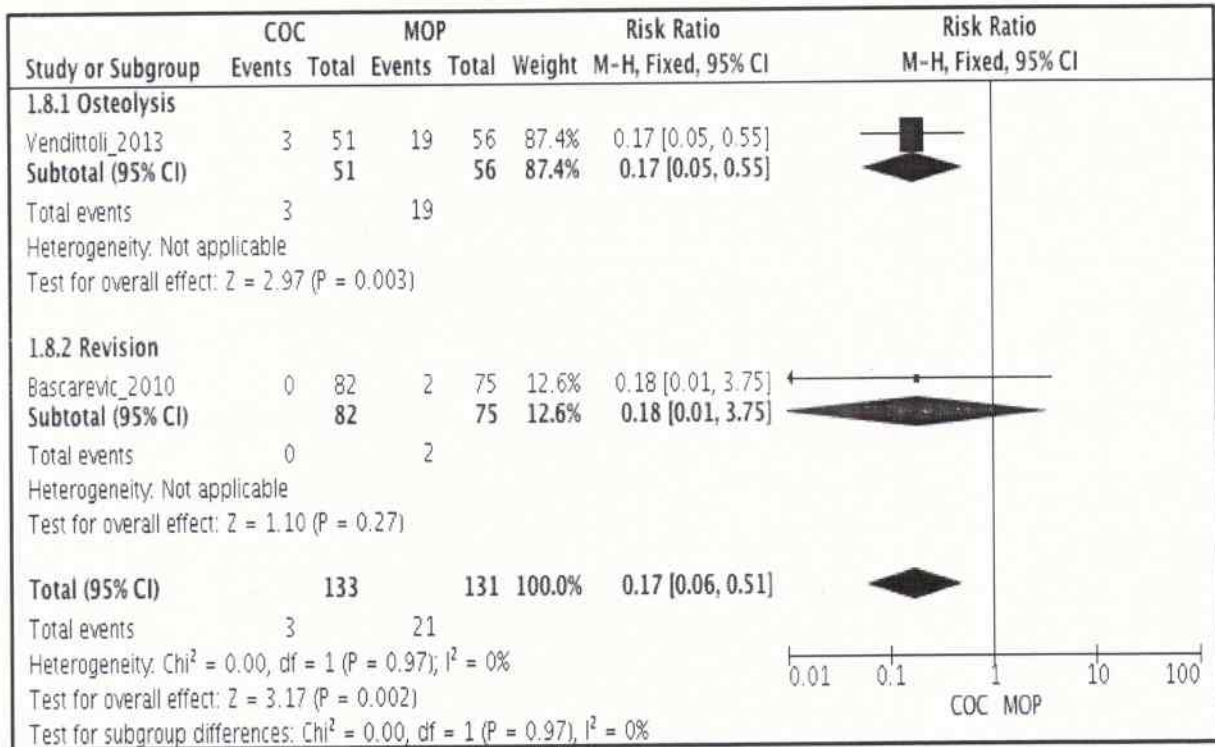 COC MOP Risk Ratio Risk Ratio
Study or Subgroup Events Total Events Total Weight M-H, Fixed, 95% CI M-H, Fixed, 95% CI
1.8.1 Osteolysis
Vendittoli_2013 3 51 19 56 87.4% 0.17 [0.05, 0.55]
Subtotal (95% CI) 51 56 87.4% 0.17 [0.05, 0.55]
Total events 3 19
Heterogeneity: Not applicable
Test for overall effect: Z = 2.97 (P = 0.003)
1.8.2 Revision
Bascarevic_2010 0 82 2 75 12.6% 0.18 [0.01, 3.75]
Subtotal (95% CI) 82 75 12.6% 0.18 [0.01, 3.75]
Total events 0 2
Heterogeneity: Not applicable
Test for overall effect: Z = 1.10 (P = 0.27)
Total (95% CI) 133 131 100.0% 0.17 [0.06, 0.51]
Total events 3 21
Heterogeneity: Chi² = 0.00, df = 1 (P = 0.97); I² = 0%
Test for overall effect: Z = 3.17 (P = 0.002)
Test for subgroup differences: Chi² = 0.00, df = 1 (P = 0.97), I² = 0%
0.01 0.1 1 10 100
COC MOP